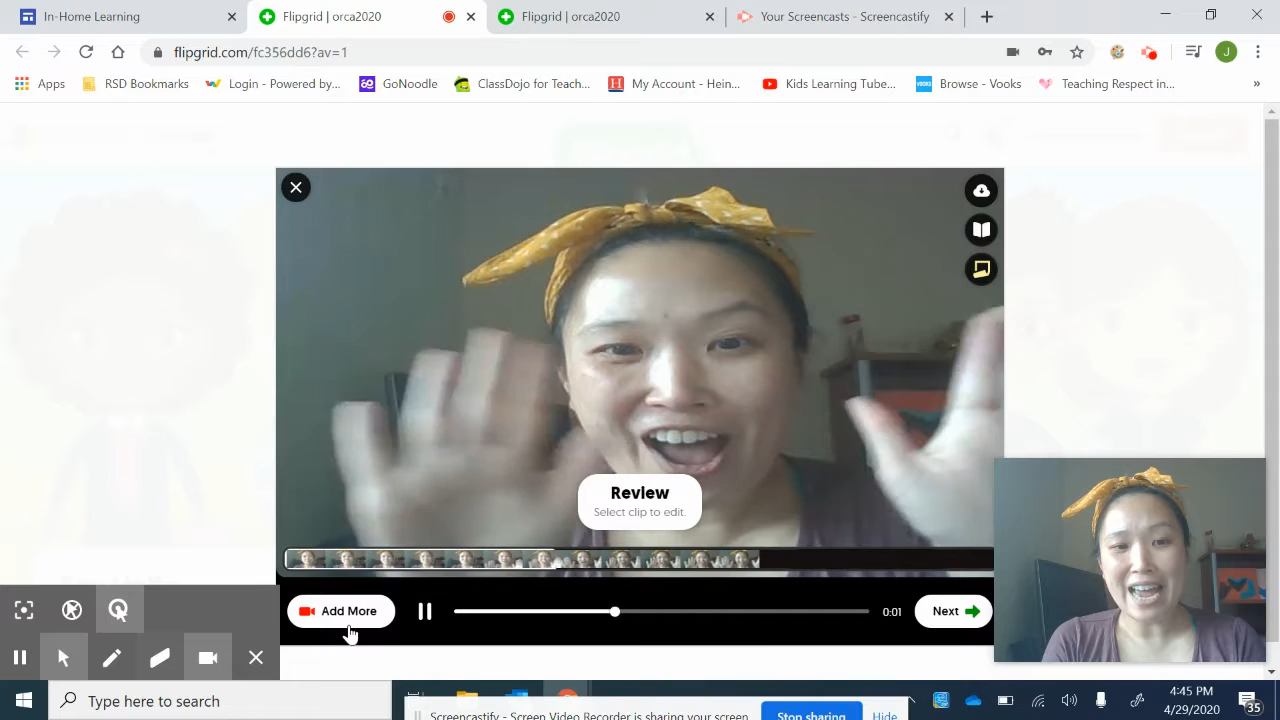 In-Home Learning
Flipgrid | orca2020
Flipgrid | orca2020
Your Screencasts - Screencastify
flipgrid.com/fc356dd6?av=1
J
Apps
RSD Bookmarks
Login - Powered by...
GoNoodle
ClassDojo for Teach...
My Account - Hein...
Kids Learning Tube...
Browse - Vooks
Teaching Respect in...
»
Review
Select clip to edit.
Add More
0:01
Next
Type here to search
Screencastify - Screen Video Recorder is sharing your screen
Stop sharing
Hide
4:45 PM
4/29/2020
35